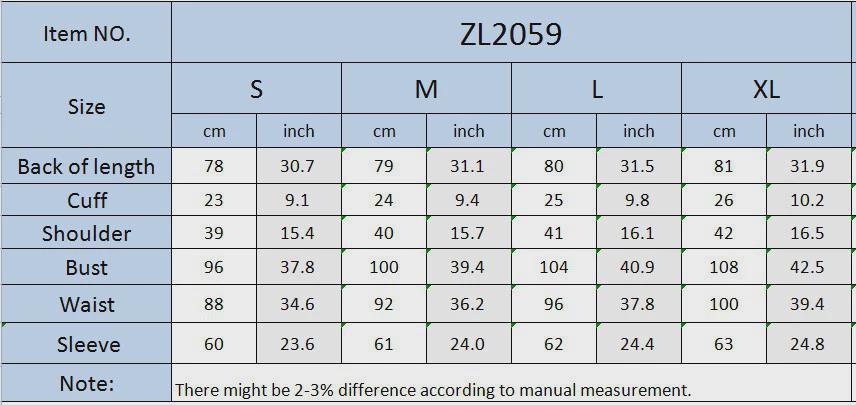 Item NO. ZL2059
Size S M L XL
cm inch cm inch cm inch cm inch
Back of length 78 30.7 79 31.1 80 31.5 81 31.9
Cuff 23 9.1 24 9.4 25 9.8 26 10.2
Shoulder 39 15.4 40 15.7 41 16.1 42 16.5
Bust 96 37.8 100 39.4 104 40.9 108 42.5
Waist 88 34.6 92 36.2 96 37.8 100 39.4
Sleeve 60 23.6 61 24.0 62 24.4 63 24.8
Note: There might be 2-3% difference according to manual measurement.